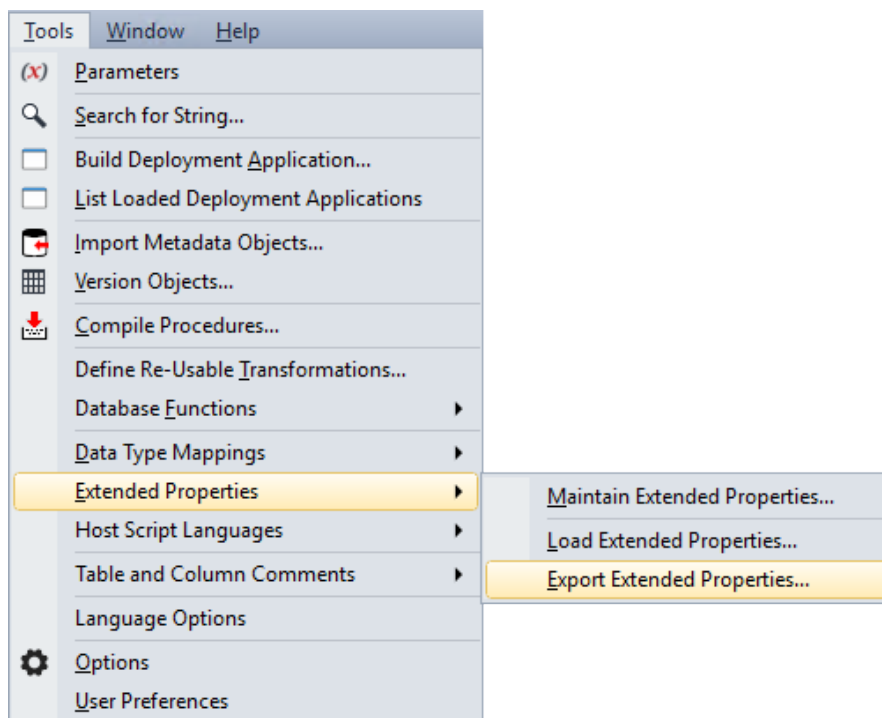 Tools Window Help
(x) Parameters
Search for String...
Build Deployment Application...
List Loaded Deployment Applications
Import Metadata Objects...
Version Objects...
Compile Procedures...
Define Re-Usable Transformations...
Database Functions
Data Type Mappings
Extended Properties
Maintain Extended Properties...
Load Extended Properties...
Export Extended Properties...
Host Script Languages
Table and Column Comments
Language Options
Options
User Preferences